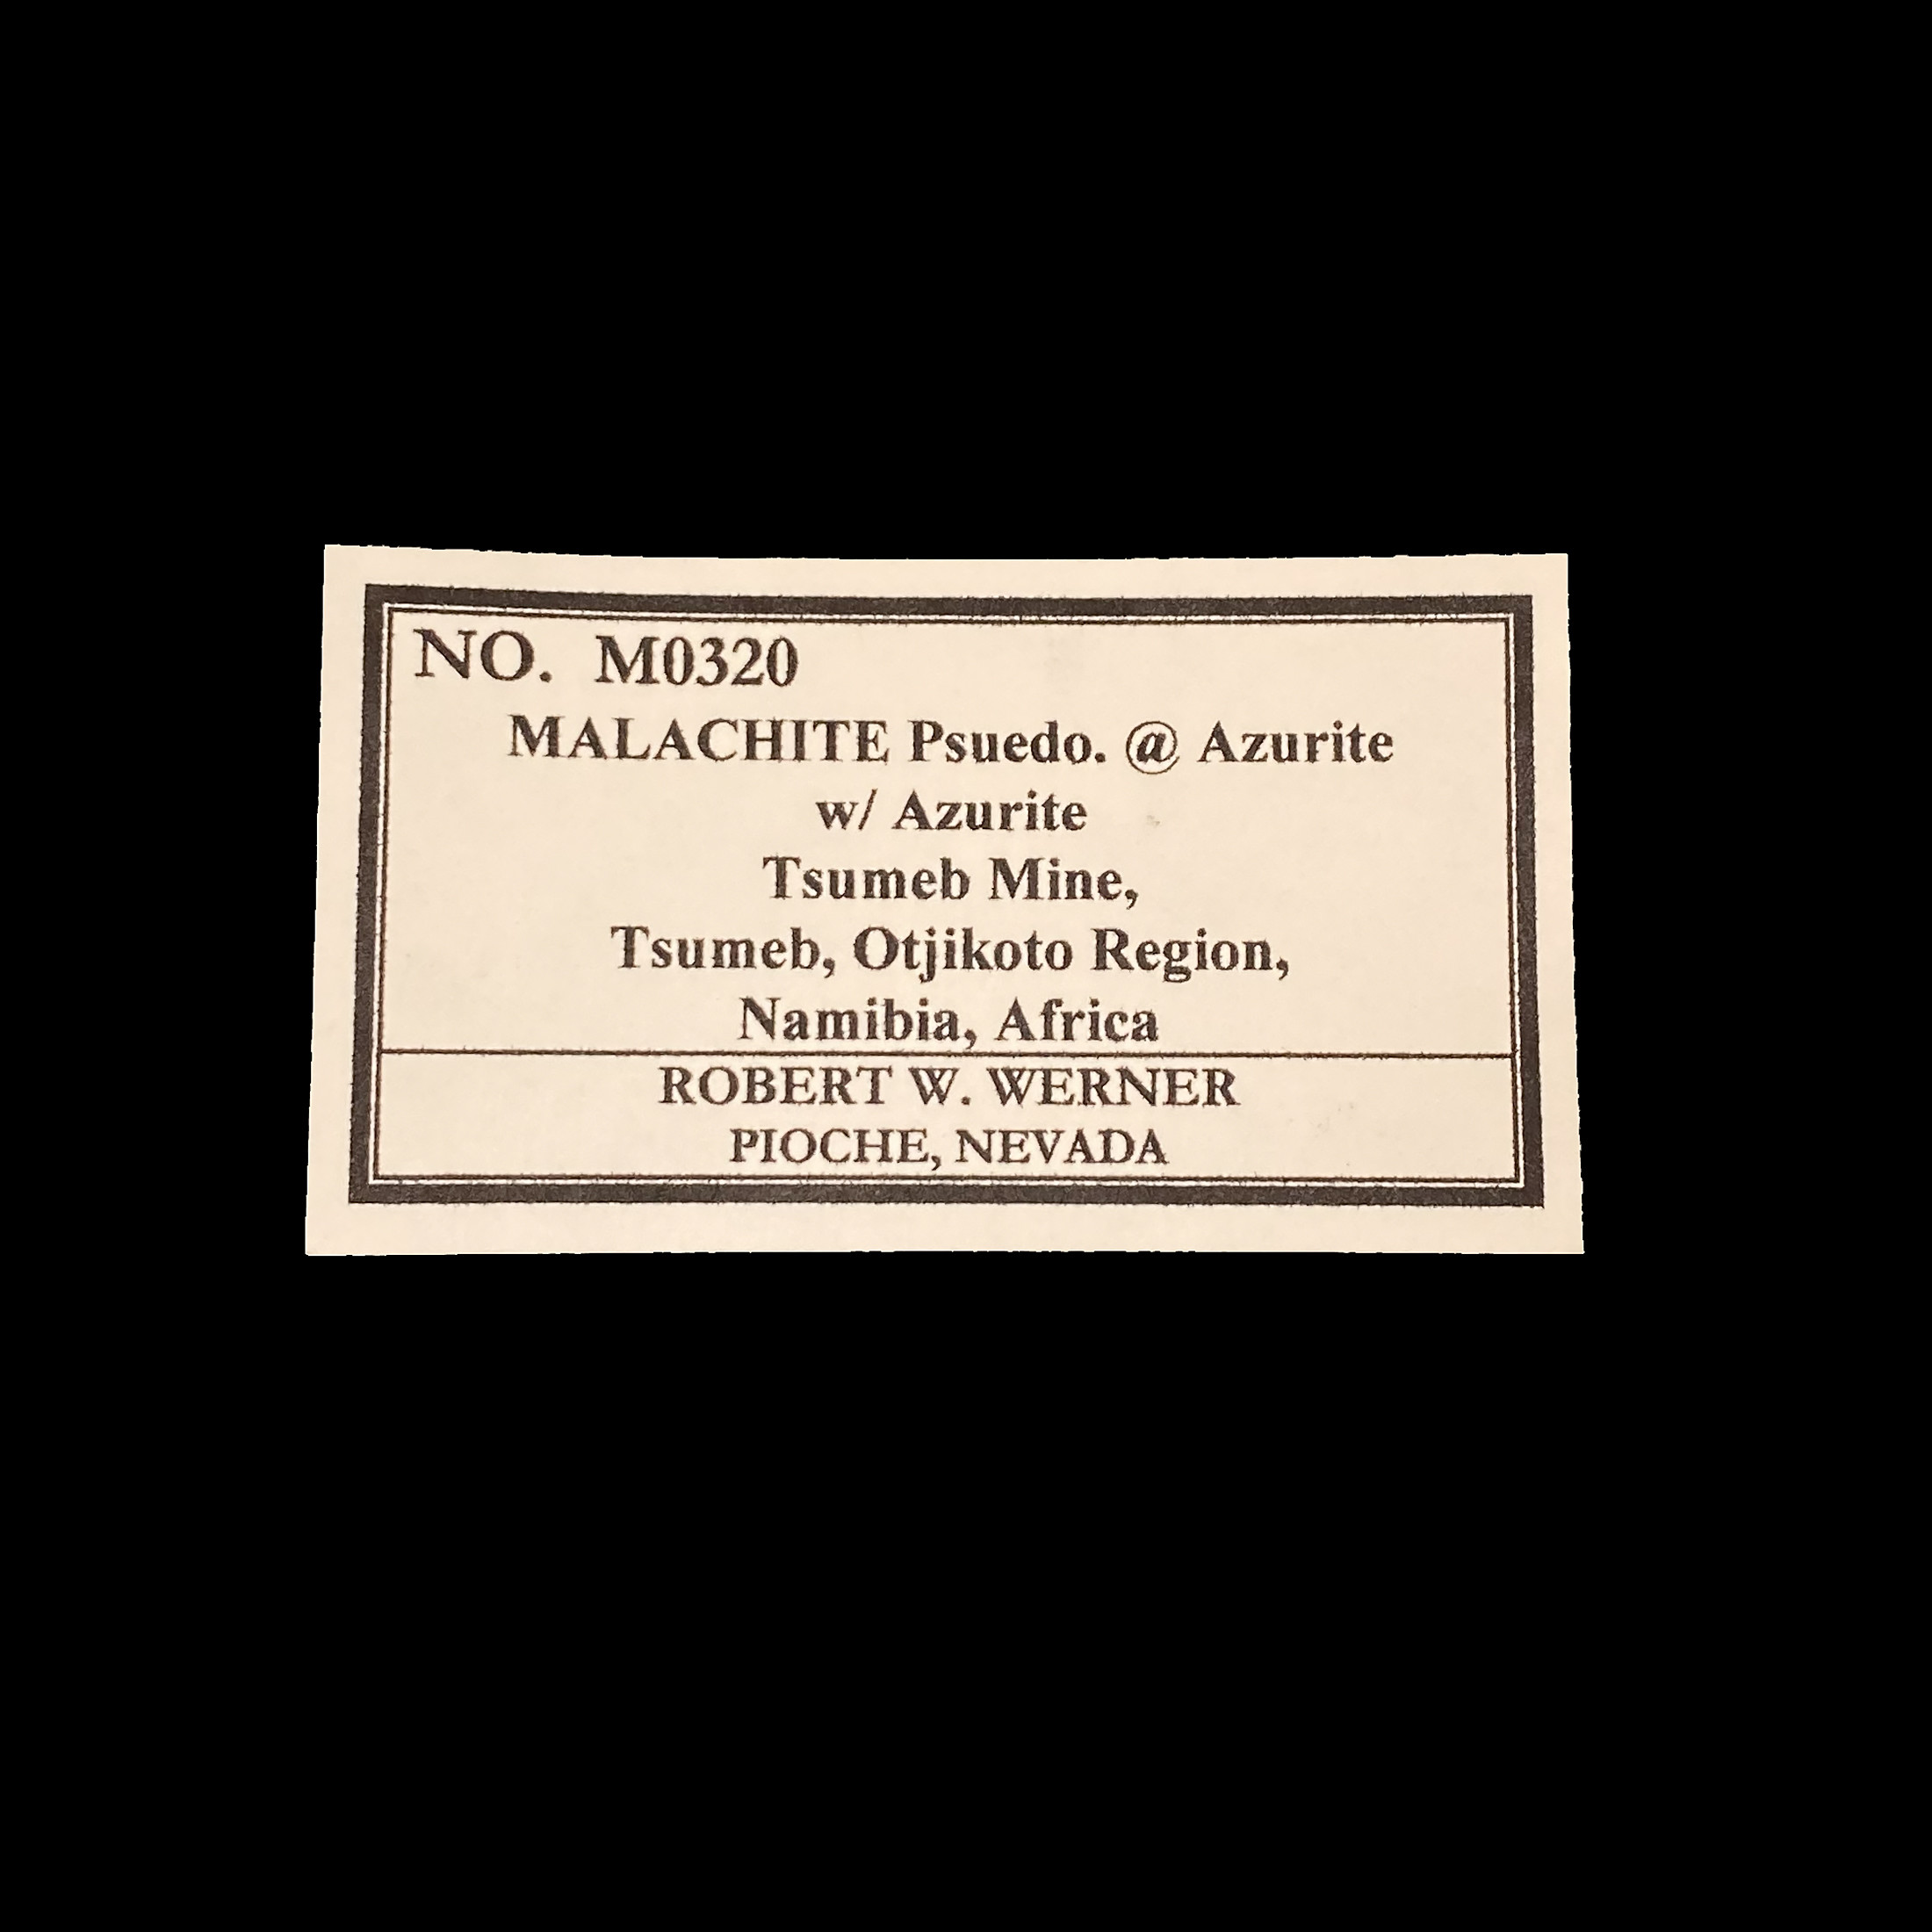 NO. M0320
MALACHITE Psuedo. @ Azurite
w/ Azurite
Tsumeb Mine,
Tsumeb, Otjikoto Region,
Namibia, Africa
ROBERT W. WERNER
PIOCHE, NEVADA